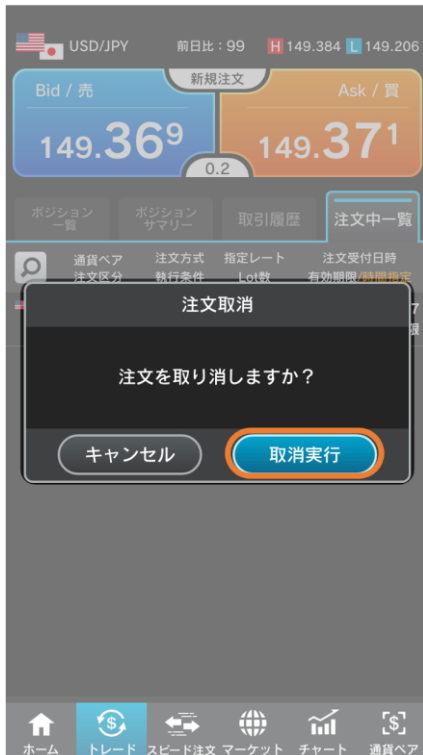 USD/JPY 前日比：99 H 149.384 L 149.206
新規注文
Bid / 売 Ask / 買
149.369 149.371
0.2
ポジション一覧 ポジションサマリー 取引履歴 注文中一覧
通貨ペア 注文方式 指定レート 注文受付日時
注文区分 執行条件 Lot数 有効期限/時間指定
注文取消
7
限
注文を取り消しますか？
キャンセル 取消実行
ホーム トレード スピード注文 マーケット チャート 通貨ペア